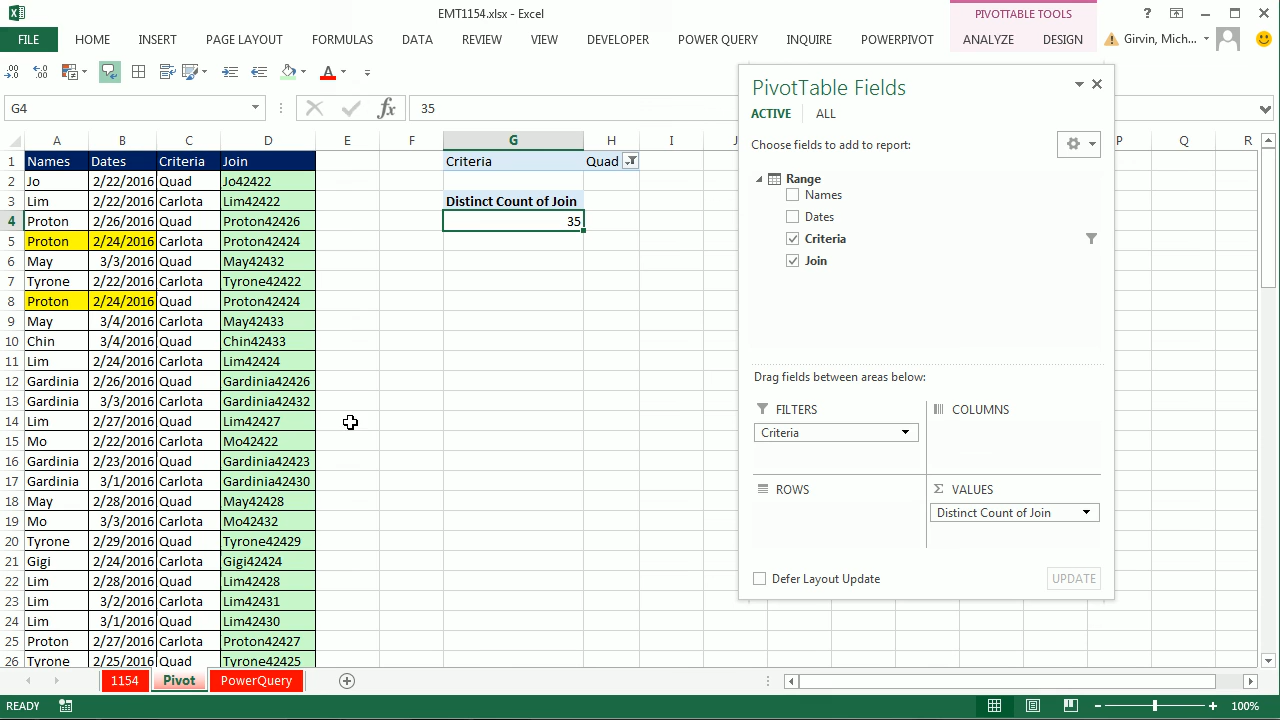 EMT1154.xlsx - Excel
PIVOTTABLE TOOLS
?
FILE HOME INSERT PAGE LAYOUT FORMULAS DATA REVIEW VIEW DEVELOPER POWER QUERY INQUIRE POWERPIVOT ANALYZE DESIGN Girvin, Mich...
G4 fx 35
A B C D E F G H I J P Q R
1 Names Dates Criteria Join Criteria Quad
2 Jo 2/22/2016 Quad Jo42422
3 Lim 2/22/2016 Carlota Lim42422 Distinct Count of Join
4 Proton 2/26/2016 Quad Proton42426 35
5 Proton 2/24/2016 Carlota Proton42424
6 May 3/3/2016 Quad May42432
7 Tyrone 2/22/2016 Carlota Tyrone42422
8 Proton 2/24/2016 Quad Proton42424
9 May 3/4/2016 Carlota May42433
10 Chin 3/4/2016 Quad Chin42433
11 Lim 2/24/2016 Carlota Lim42424
12 Gardinia 2/26/2016 Quad Gardinia42426
13 Gardinia 3/3/2016 Carlota Gardinia42432
14 Lim 2/27/2016 Quad Lim42427
15 Mo 2/22/2016 Carlota Mo42422
16 Gardinia 2/23/2016 Quad Gardinia42423
17 Gardinia 3/1/2016 Carlota Gardinia42430
18 May 2/28/2016 Quad May42428
19 Mo 3/3/2016 Carlota Mo42432
20 Tyrone 2/29/2016 Quad Tyrone42429
21 Gigi 2/24/2016 Carlota Gigi42424
22 Lim 2/28/2016 Quad Lim42428
23 Lim 3/2/2016 Carlota Lim42431
24 Lim 3/1/2016 Quad Lim42430
25 Proton 2/27/2016 Carlota Proton42427
26 Tyrone 2/25/2016 Quad Tyrone42425
PivotTable Fields
ACTIVE ALL
Choose fields to add to report:
Range
Names
Dates
Criteria
Join
Drag fields between areas below:
FILTERS COLUMNS
Criteria
ROWS VALUES
Distinct Count of Join
Defer Layout Update UPDATE
1154 Pivot PowerQuery
READY 100%